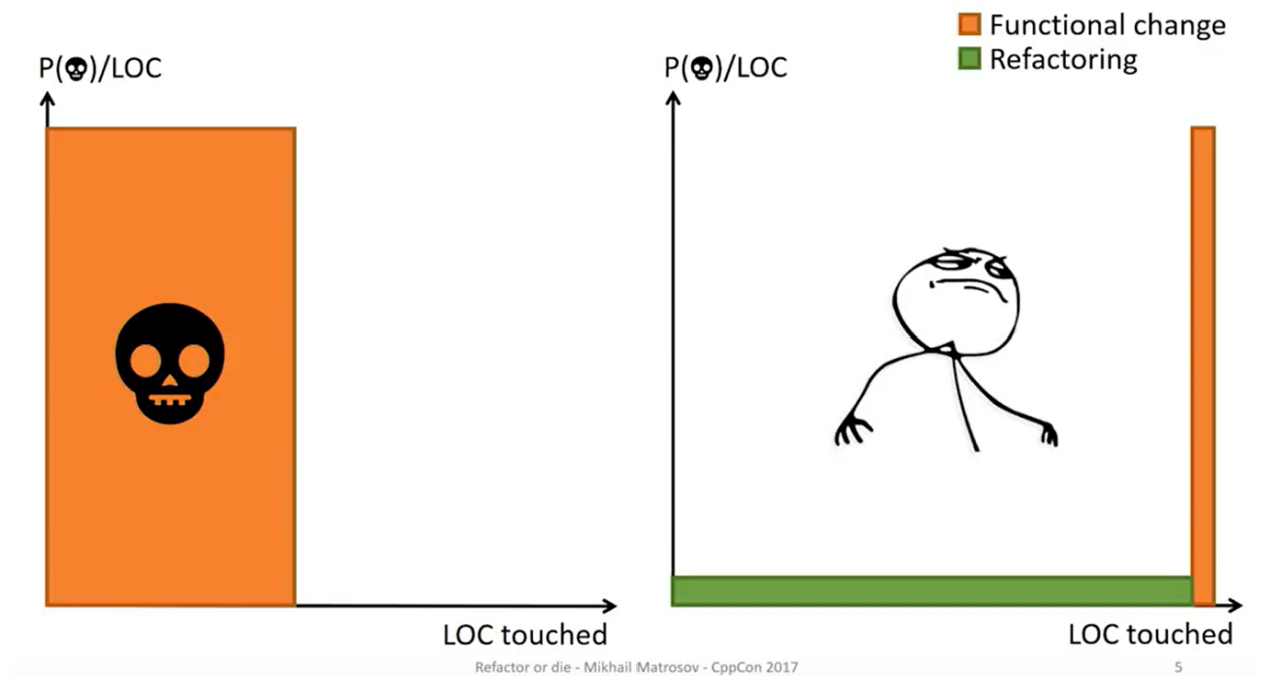 Functional change
Refactoring
P(💀)/LOC
P(💀)/LOC
LOC touched
LOC touched
Refactor or die - Mikhail Matrosov - CppCon 2017
5